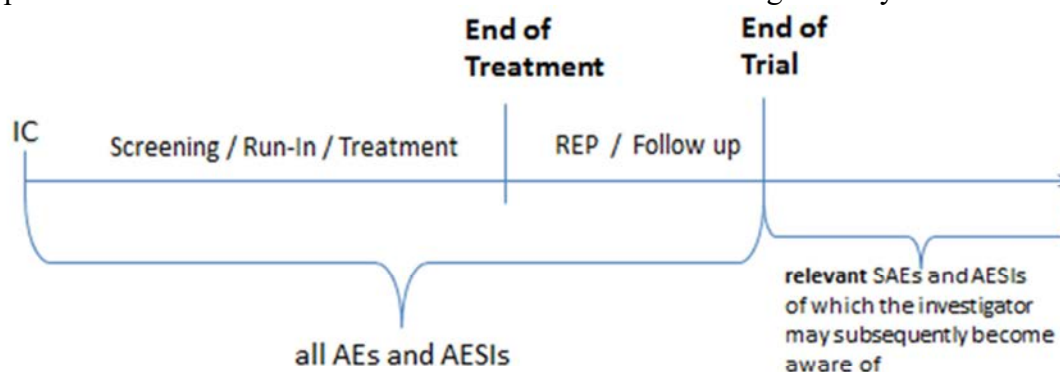 End of
Treatment
End of
Trial
IC
Screening / Run-In / Treatment
REP / Follow up
relevant SAEs and AESIs
of which the investigator
may subsequently become
aware of
all AEs and AESIs